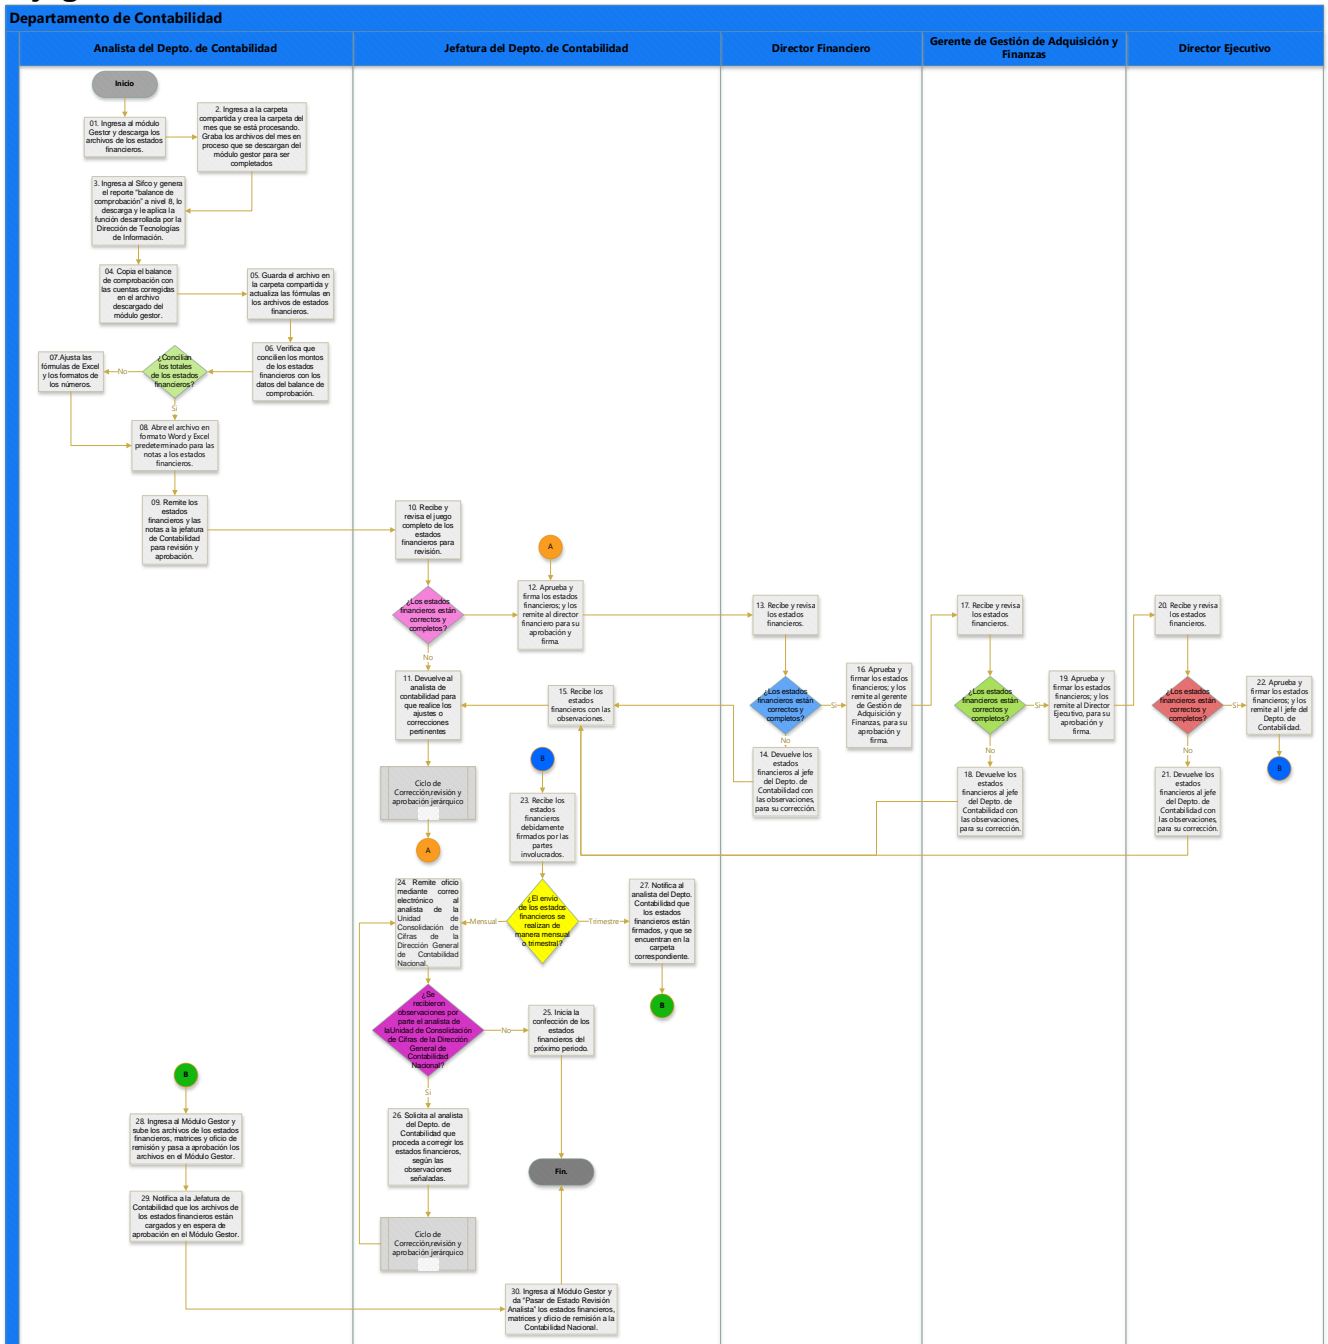 Departamento de Contabilidad
Analista del Depto. de Contabilidad
Jefatura del Depto. de Contabilidad
Director Financiero
Gerente de Gestión de Adquisición y
Finanzas
Director Ejecutivo
Inicio
01. Ingresa al módulo
Gestor y descarga los
archivos de los estados
financieros.
2. Ingresa a la carpeta
compartida y crea la carpeta del
mes que se está procesando.
Graba los archivos del mes en
proceso que se descargan del
módulo gestor para ser
completados
3. Ingresa al Sifco y genera
el reporte “balance de
comprobación” a nivel 8, lo
descarga y le aplica la
función desarrollada por la
Dirección de Tecnologías
de Información.
04. Copia el balance
de comprobación con
las cuentas corregidas
en el archivo
descargado del
módulo gestor.
05. Guarda el archivo en
la carpeta compartida y
actualiza las fórmulas en
los archivos de estados
financieros.
06. Verifica que
concilien los montos
de los estados
financieros con los
datos del balance de
comprobación.
¿Concilian
los totales
de los estados
financieros?
No
Sí
07.Ajusta las
fórmulas de Excel
y los formatos de
los números.
08. Abre el archivo en
formato Word y Excel
predeterminado para las
notas a los estados
financieros.
09. Remite los
estados
financieros y las
notas a la jefatura
de Contabilidad
para revisión y
aprobación.
10. Recibe y
revisa el juego
completo de los
estados
financieros para
revisión.
A
¿Los estados
financieros están
correctos y
completos?
No
12. Aprueba y
firma los estados
financieros; y los
remite al director
financiero para su
aprobación y
firma.
13. Recibe y revisa
los estados
financieros.
17. Recibe y revisa
los estados
financieros.
20. Recibe y revisa
los estados
financieros.
11. Devuelve al
analista de
contabilidad para
que realice los
ajustes o
correcciones
pertinentes
15. Recibe los
estados
financieros con las
observaciones.
¿Los estados
financieros están
correctos y
completos?
Si
No
16. Aprueba y
firmar los estados
financieros; y los
remite al gerente
de Gestión de
Adquisición y
Finanzas, para su
aprobación y
firma.
¿Los estados
financieros están
correctos y
completos?
Si
No
19. Aprueba y
firmar los estados
financieros; y los
remite al Director
Ejecutivo, para su
aprobación y
firma.
¿Los estados
financieros están
correctos y
completos?
Si
No
22. Aprueba y
firmar los estados
financieros; y los
remite al l jefe del
Depto. de
Contabilidad.
B
14. Devuelve los
estados
financieros al jefe
del Depto. de
Contabilidad con
las observaciones,
para su corrección.
18. Devuelve los
estados
financieros al jefe
del Depto. de
Contabilidad con
las observaciones,
para su corrección.
21. Devuelve los
estados
financieros al jefe
del Depto. de
Contabilidad con
las observaciones,
para su corrección.
Ciclo de
Corrección,revisión y
aprobación jerárquico
A
B
23. Recibe los
estados
financieros
debidamente
firmados por las
partes
involucrados.
24. Remite oficio
mediante correo
electrónico al
analista de la
Unidad de
Consolidación de
Cifras de la
Dirección General
de Contabilidad
Nacional.
Mensual
¿El envío
de los estados
financieros se
realizan de
manera mensual
o trimestral?
Trimestre
27. Notifica al
analista del Depto.
Contabilidad que
los estados
financieros están
firmados, y que se
encuentran en la
carpeta
correspondiente.
B
¿Se
recibieron
observaciones por
parte el analista de
laUnidad de Consolidación
de Cifras de la Dirección
General de
Contabilidad
Nacional?
No
Sí
25. Inicia la
confección de los
estados
financieros del
próximo periodo.
26. Solicita al analista
del Depto. de
Contabilidad que
proceda a corregir los
estados financieros,
según las
observaciones
señaladas.
Fin.
B
28. Ingresa al Módulo Gestor y
sube los archivos de los estados
financieros, matrices y oficio de
remisión y pasa a aprobación los
archivos en el Módulo Gestor.
29. Notifica a la Jefatura de
Contabilidad que los archivos de
los estados financieros están
cargados y en espera de
aprobación en el Módulo Gestor.
Ciclo de
Corrección,revisión y
aprobación jerárquico
30. Ingresa al Módulo Gestor y
da “Pasar de Estado Revisión
Analista” los estados financieros,
matrices y oficio de remisión a la
Contabilidad Nacional.